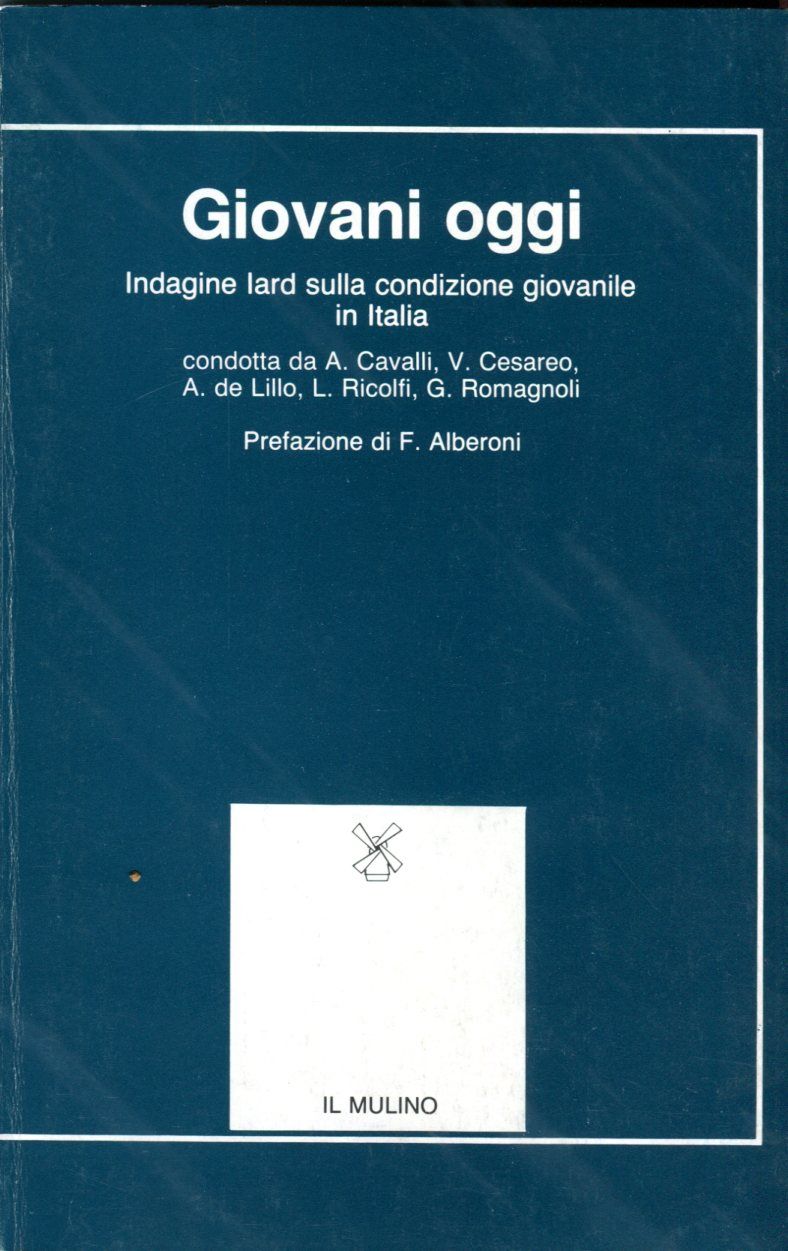 Giovani oggi
Indagine Iard sulla condizione giovanile
in Italia
condotta da A. Cavalli, V. Cesareo,
A. de Lillo, L. Ricolfi, G. Romagnoli
Prefazione di F. Alberoni
IL MULINO